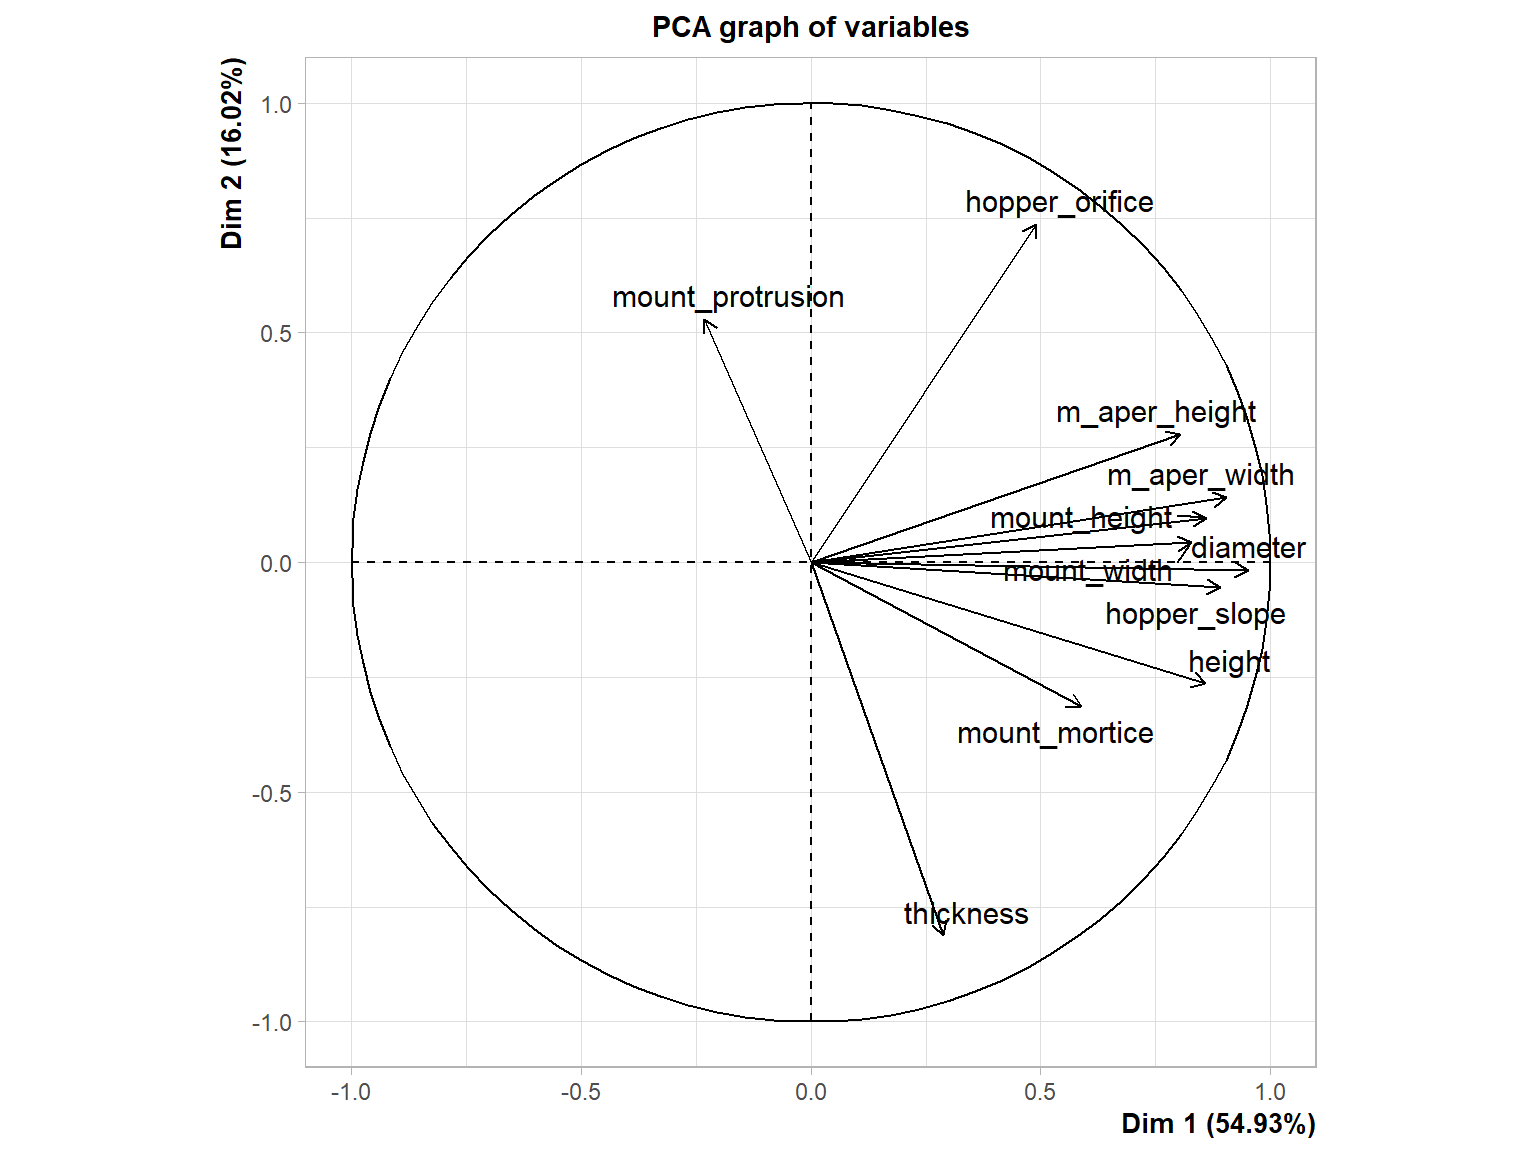 PCA graph of variables
Dim 2 (16.02%)
1.0
0.5
0.0
-0.5
-1.0
hopper_orifice
mount_protrusion
m_aper_height
m_aper_width
mount_height
diameter
mount_width
hopper_slope
height
mount_mortice
thickness
-1.0 -0.5 0.0 0.5 1.0
Dim 1 (54.93%)